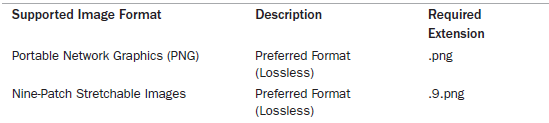 Supported Image Format Description Required
Extension
Portable Network Graphics (PNG) Preferred Format .png
(Lossless)
Nine-Patch Stretchable Images Preferred Format .9.png
(Lossless)